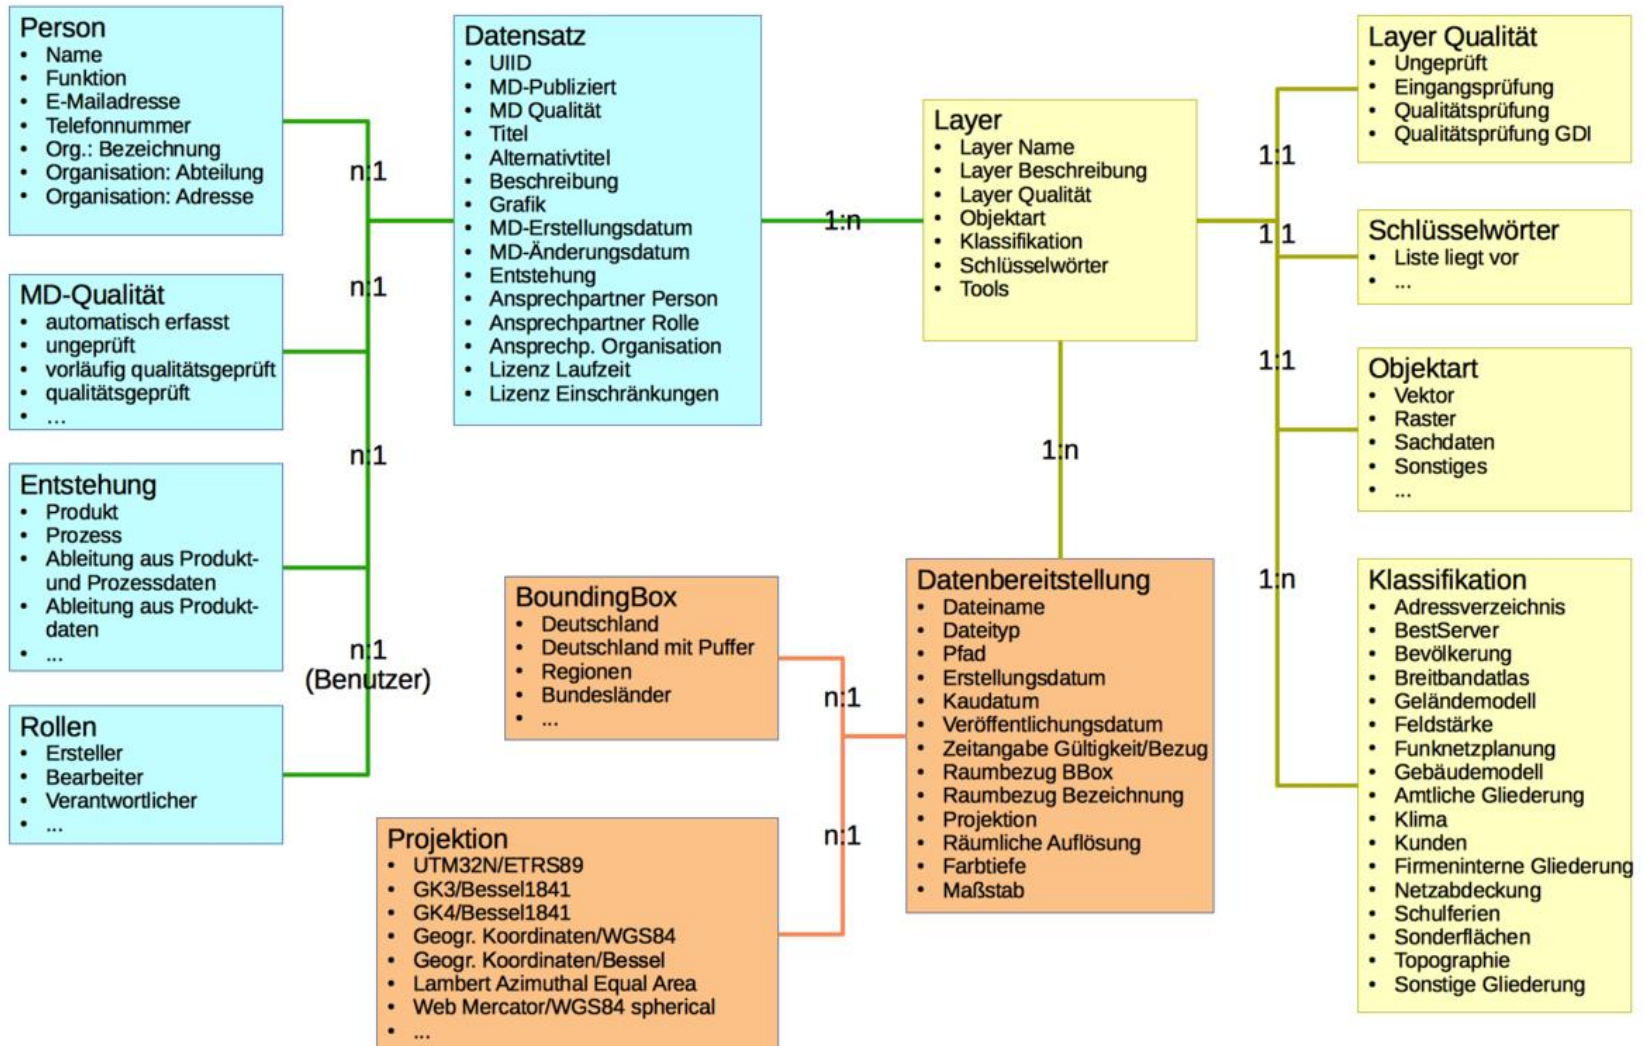 Person
• Name
• Funktion
• E-Mailadresse
• Telefonnummer
• Org.: Bezeichnung
• Organisation: Abteilung
• Organisation: Adresse
MD-Qualität
• automatisch erfasst
• ungeprüft
• vorläufig qualitätsgeprüft
• qualitätsgeprüft
• ...
Entstehung
• Produkt
• Prozess
• Ableitung aus Produkt-
und Prozessdaten
• Ableitung aus Produkt-
daten
• ...
Rollen
• Ersteller
• Bearbeiter
• Verantwortlicher
• ...
n:1
n:1
n:1
n:1
(Benutzer)
Datensatz
• UIID
• MD-Publiziert
• MD Qualität
• Titel
• Alternativtitel
• Beschreibung
• Grafik
• MD-Erstellungsdatum
• MD-Änderungsdatum
• Entstehung
• Ansprechpartner Person
• Ansprechpartner Rolle
• Ansprechp. Organisation
• Lizenz Laufzeit
• Lizenz Einschränkungen
1:n
Layer
• Layer Name
• Layer Beschreibung
• Layer Qualität
• Objektart
• Klassifikation
• Schlüsselwörter
• Tools
1:n
BoundingBox
• Deutschland
• Deutschland mit Puffer
• Regionen
• Bundesländer
• ...
Projektion
• UTM32N/ETRS89
• GK3/Bessel1841
• GK4/Bessel1841
• Geogr. Koordinaten/WGS84
• Geogr. Koordinaten/Bessel
• Lambert Azimuthal Equal Area
• Web Mercator/WGS84 spherical
• ...
n:1
n:1
Datenbereitstellung
• Dateiname
• Dateityp
• Pfad
• Erstellungsdatum
• Kaudatum
• Veröffentlichungsdatum
• Zeitangabe Gültigkeit/Bezug
• Raumbezug BBox
• Raumbezug Bezeichnung
• Projektion
• Räumliche Auflösung
• Farbtiefe
• Maßstab
1:1
1:1
1:1
1:n
Layer Qualität
• Ungeprüft
• Eingangsprüfung
• Qualitätsprüfung
• Qualitätsprüfung GDI
Schlüsselwörter
• Liste liegt vor
• ...
Objektart
• Vektor
• Raster
• Sachdaten
• Sonstiges
• ...
Klassifikation
• Adressverzeichnis
• BestServer
• Bevölkerung
• Breitbandatlas
• Geländemodell
• Feldstärke
• Funknetzplanung
• Gebäudemodell
• Amtliche Gliederung
• Klima
• Kunden
• Firmeninterne Gliederung
• Netzabdeckung
• Schulferien
• Sonderflächen
• Topographie
• Sonstige Gliederung